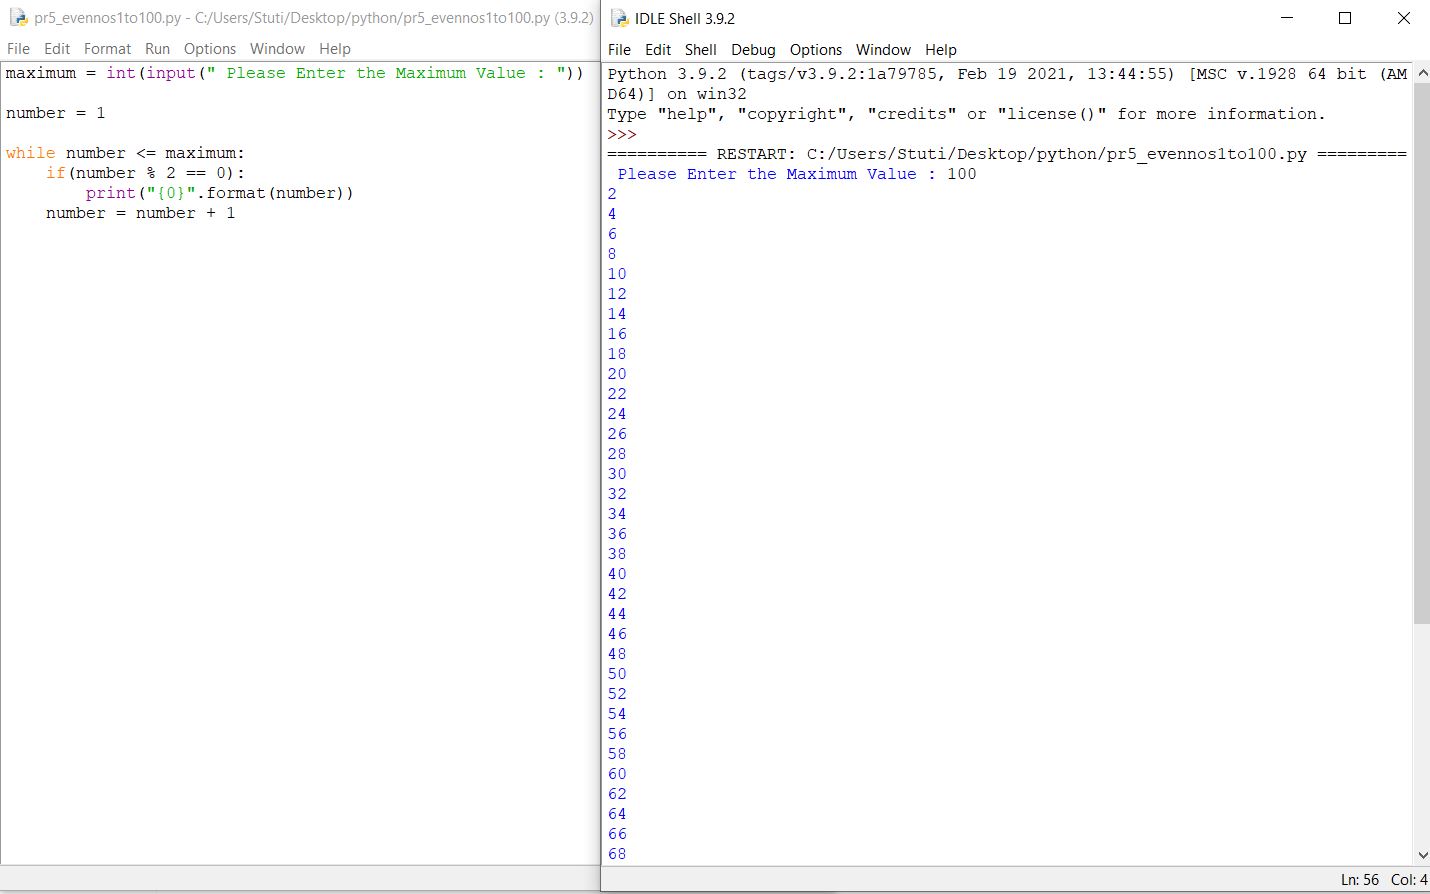 pr5_evennos1to100.py - C:/Users/Stuti/Desktop/python/pr5_evennos1to100.py (3.9.2)
File Edit Format Run Options Window Help
maximum = int(input(" Please Enter the Maximum Value : "))
number = 1
while number <= maximum:
    if(number % 2 == 0):
        print("{0}".format(number))
    number = number + 1
IDLE Shell 3.9.2
File Edit Shell Debug Options Window Help
Python 3.9.2 (tags/v3.9.2:1a79785, Feb 19 2021, 13:44:55) [MSC v.1928 64 bit (AM
D64)] on win32
Type "help", "copyright", "credits" or "license()" for more information.
>>>
========== RESTART: C:/Users/Stuti/Desktop/python/pr5_evennos1to100.py =========
 Please Enter the Maximum Value : 100
2
4
6
8
10
12
14
16
18
20
22
24
26
28
30
32
34
36
38
40
42
44
46
48
50
52
54
56
58
60
62
64
66
68
Ln: 56 Col: 4